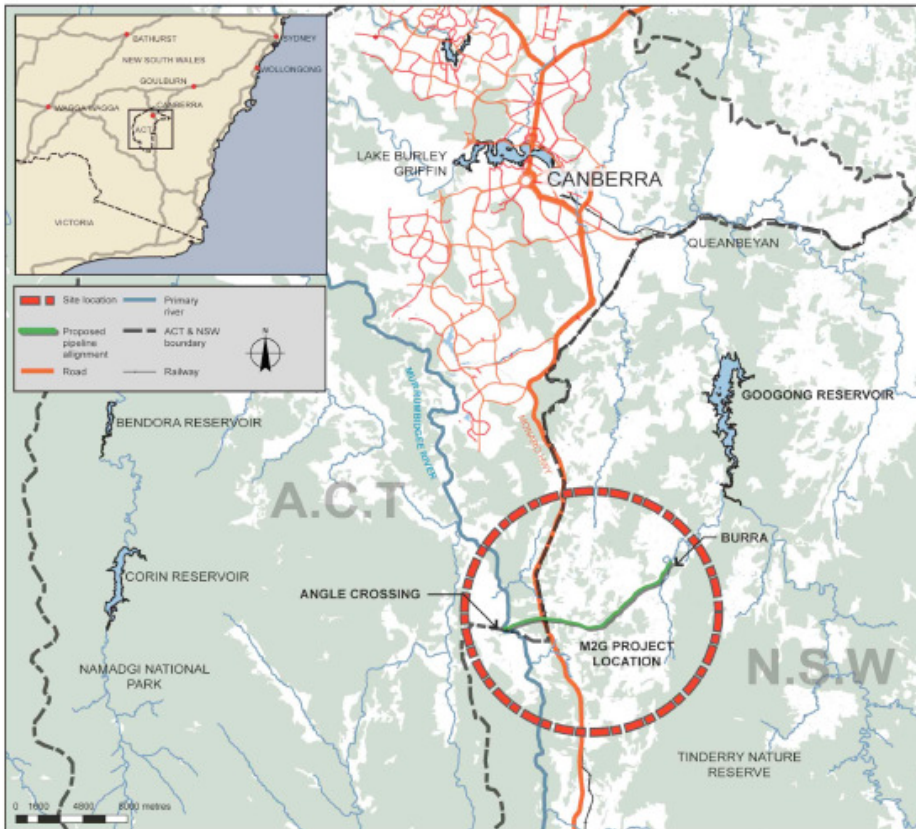 BATHURST
SYDNEY
NEW SOUTH WALES
WOLLONGONG
GOULBURN
WAGGA WAGGA
CANBERRA
ACT
VICTORIA
Site location
Primary
river
Proposed
pipeline
alignment
ACT & NSW
boundary
Road
Railway
N
LAKE BURLEY
GRIFFIN
CANBERRA
QUEANBEYAN
MURRUMBIDGEE RIVER
MONARO HWY
GOOGONG RESERVOIR
BENDORA RESERVOIR
A.C.T
BURRA
CORIN RESERVOIR
ANGLE CROSSING
M2G PROJECT
LOCATION
N.S.W
NAMADGI NATIONAL
PARK
TINDERRY NATURE
RESERVE
0 1600 4800 8000 metres